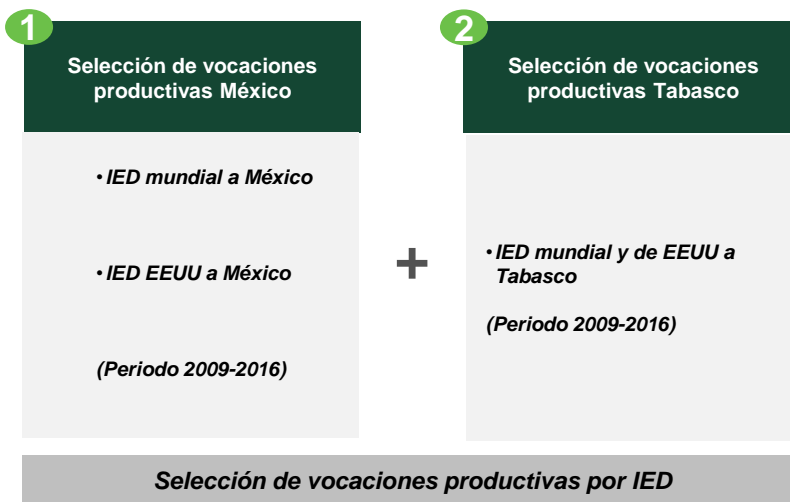 1
Selección de vocaciones
productivas México
• IED mundial a México
• IED EEUU a México
(Periodo 2009-2016)
+
2
Selección de vocaciones
productivas Tabasco
• IED mundial y de EEUU a
Tabasco
(Periodo 2009-2016)
Selección de vocaciones productivas por IED